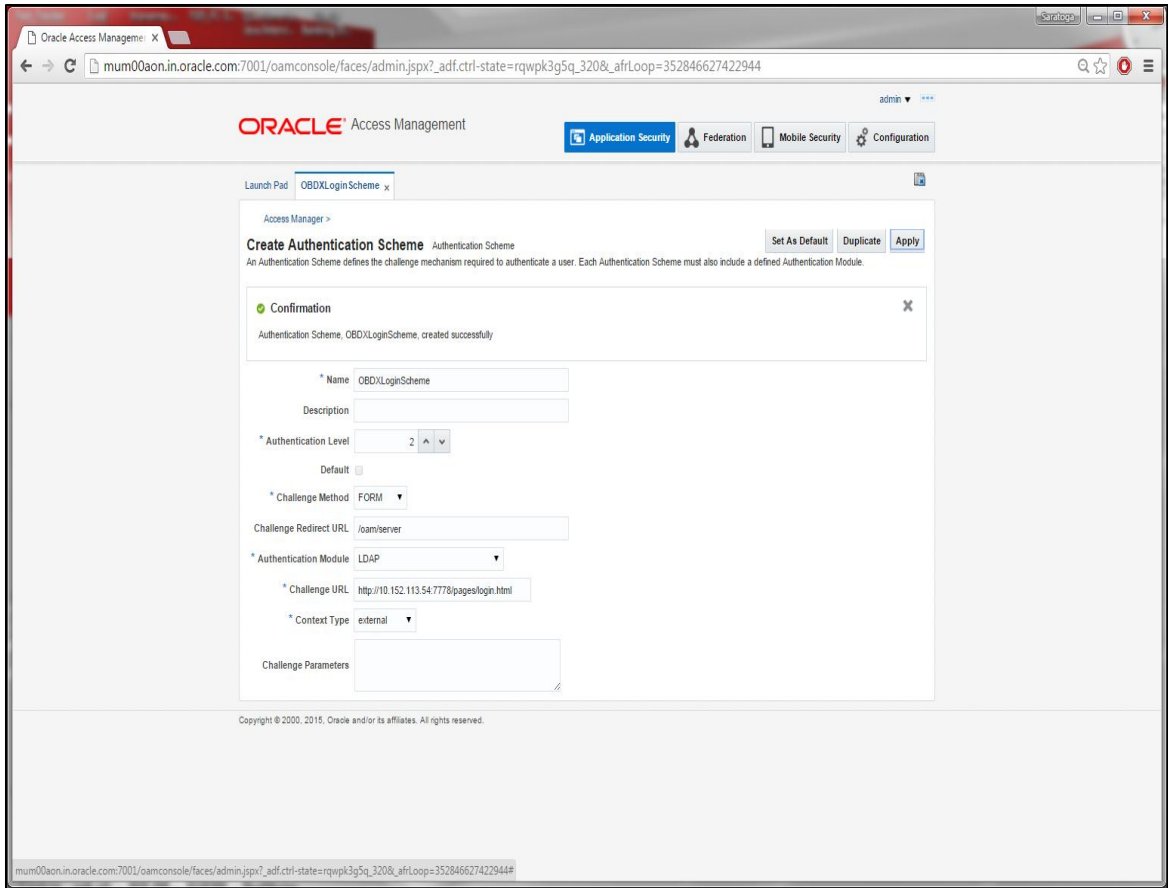 Saratoga
Oracle Access Managemer X
mum00aon.in.oracle.com:7001/oamconsole/faces/admin.jspx?_adf.ctrl-state=rqwpk3g5q_320&_afrLoop=352846627422944
admin
ORACLE Access Management
Application Security Federation Mobile Security Configuration
Launch Pad OBDXLoginScheme x
Access Manager >
Create Authentication Scheme Authentication Scheme
Set As Default Duplicate Apply
An Authentication Scheme defines the challenge mechanism required to authenticate a user. Each Authentication Scheme must also include a defined Authentication Module.
Confirmation
Authentication Scheme, OBDXLoginScheme, created successfully
* Name OBDXLoginScheme
Description
* Authentication Level 2
Default
* Challenge Method FORM
Challenge Redirect URL /oam/server
* Authentication Module LDAP
* Challenge URL http://10.152.113.54:7778/pages/login.html
* Context Type external
Challenge Parameters
Copyright © 2000, 2015, Oracle and/or its affiliates. All rights reserved.
mum00aon.in.oracle.com:7001/oamconsole/faces/admin.jspx?_adf.ctrl-state=rqwpk3g5q_320&_afrLoop=352846627422944#